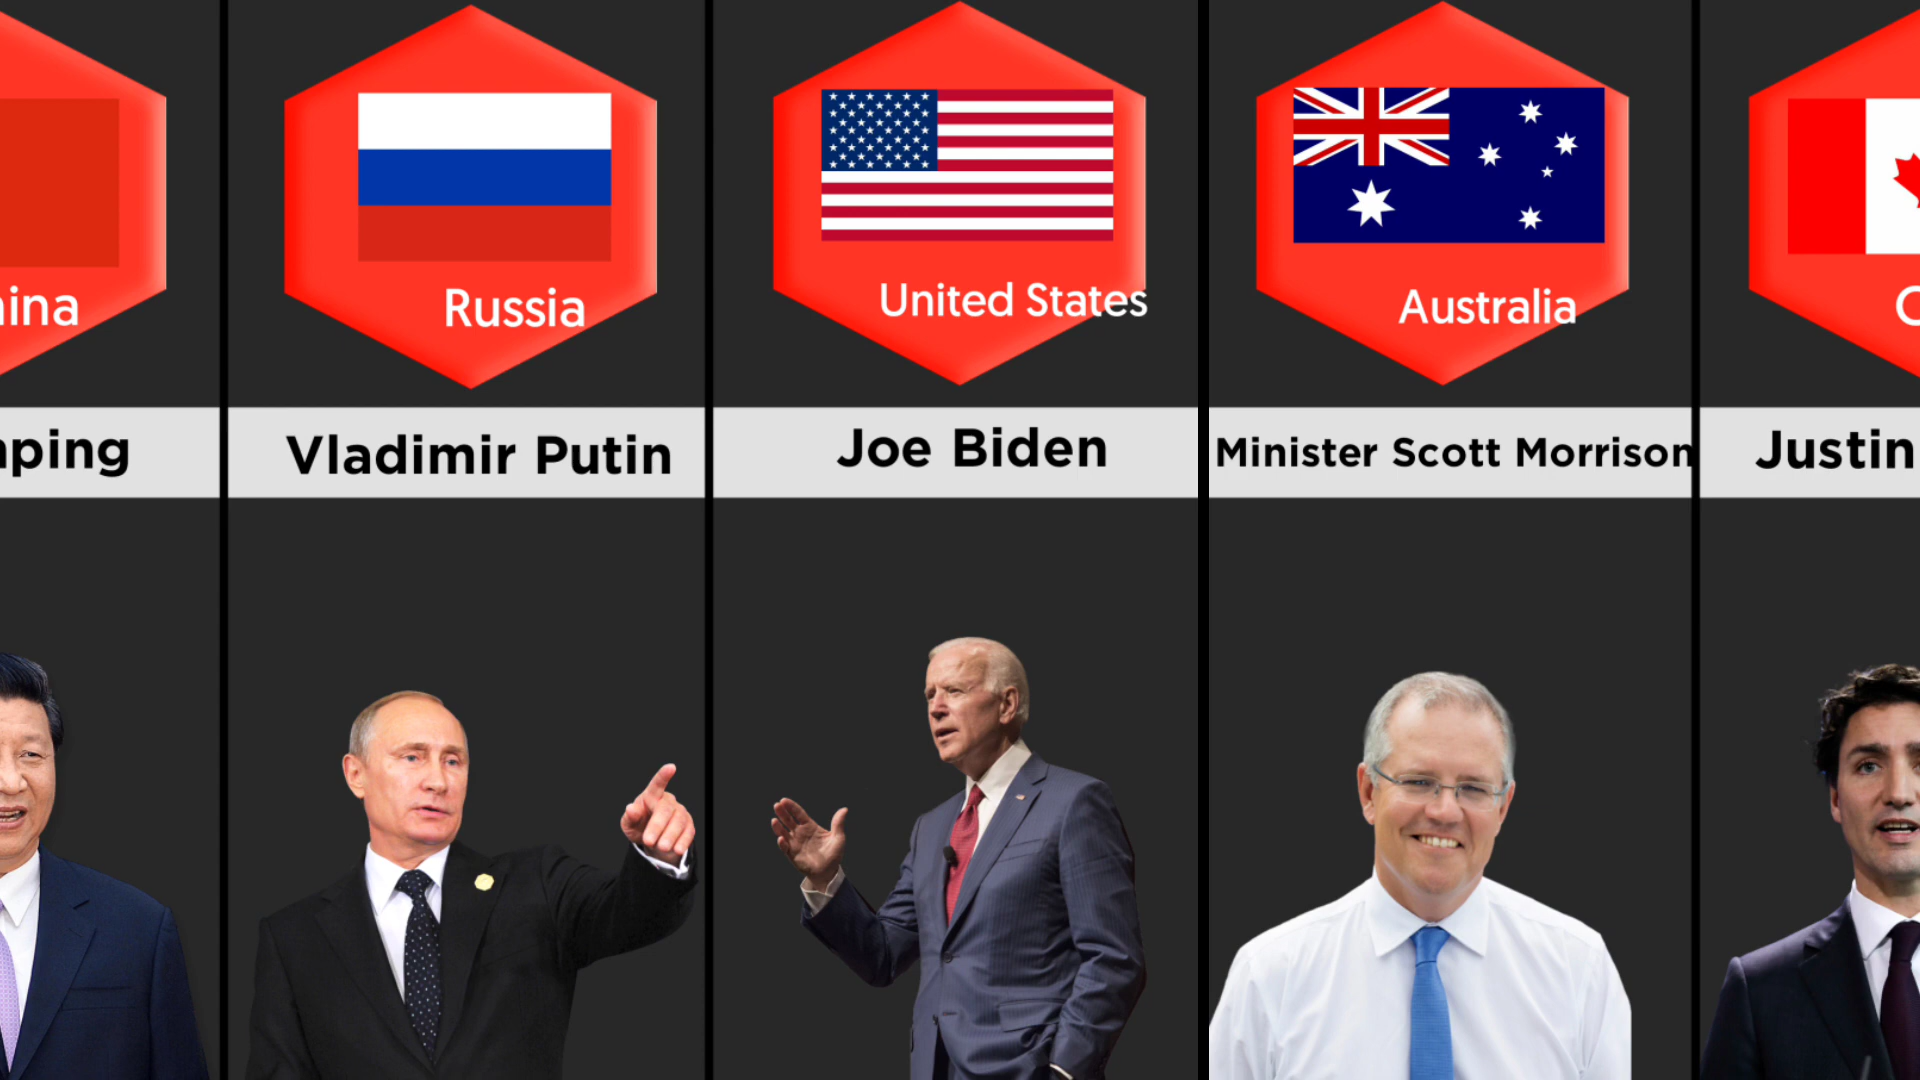 ina
Russia
United States
Australia
ping
Vladimir Putin
Joe Biden
Minister Scott Morrison
Justin